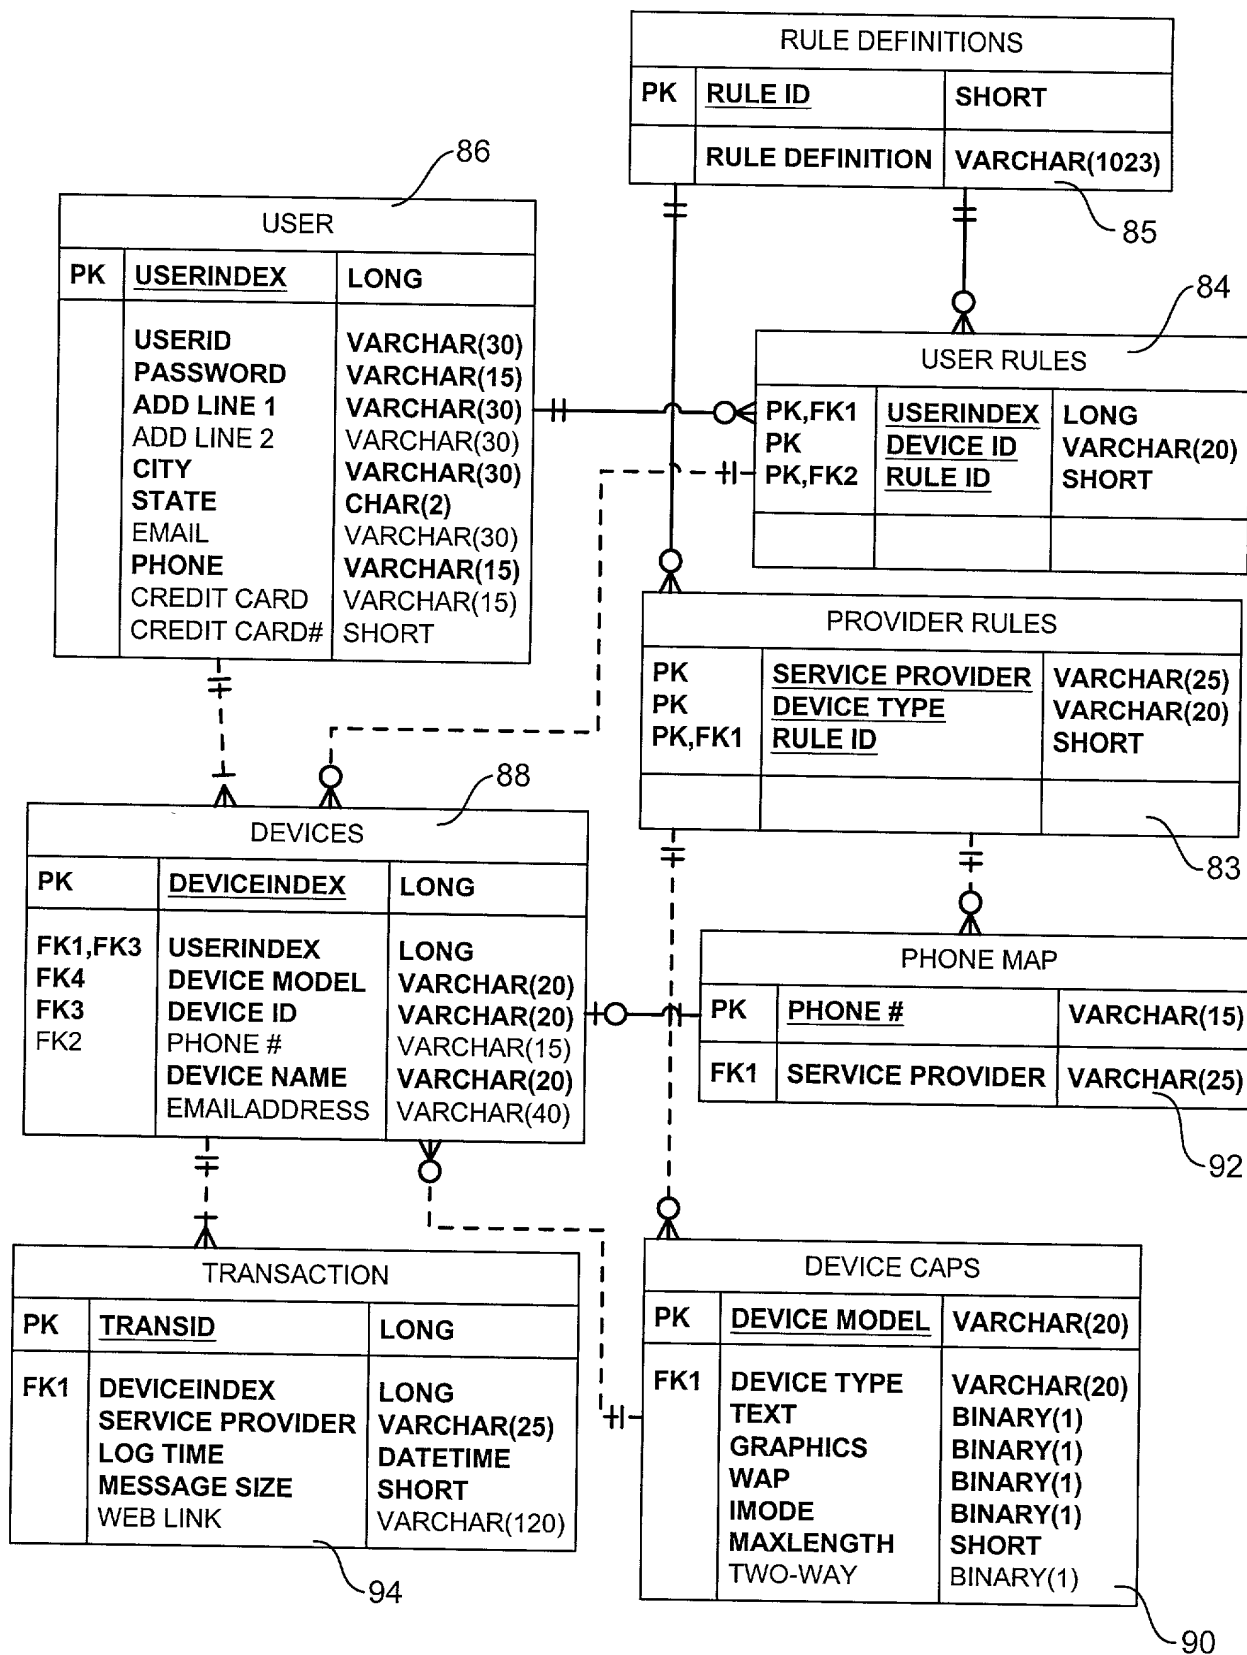 RULE DEFINITIONS
PK RULE ID SHORT
RULE DEFINITION VARCHAR(1023)
85
86
USER
PK USERINDEX LONG
USERID VARCHAR(30)
PASSWORD VARCHAR(15)
ADD LINE 1 VARCHAR(30)
ADD LINE 2 VARCHAR(30)
CITY VARCHAR(30)
STATE CHAR(2)
EMAIL VARCHAR(30)
PHONE VARCHAR(15)
CREDIT CARD VARCHAR(15)
CREDIT CARD# SHORT
84
USER RULES
PK,FK1 USERINDEX LONG
PK DEVICE ID VARCHAR(20)
PK,FK2 RULE ID SHORT
PROVIDER RULES
PK SERVICE PROVIDER VARCHAR(25)
PK DEVICE TYPE VARCHAR(20)
PK,FK1 RULE ID SHORT
83
88
DEVICES
PK DEVICEINDEX LONG
FK1,FK3 USERINDEX LONG
FK4 DEVICE MODEL VARCHAR(20)
FK3 DEVICE ID VARCHAR(20)
FK2 PHONE # VARCHAR(15)
DEVICE NAME VARCHAR(20)
EMAILADDRESS VARCHAR(40)
PHONE MAP
PK PHONE # VARCHAR(15)
FK1 SERVICE PROVIDER VARCHAR(25)
92
TRANSACTION
PK TRANSID LONG
FK1 DEVICEINDEX LONG
SERVICE PROVIDER VARCHAR(25)
LOG TIME DATETIME
MESSAGE SIZE SHORT
WEB LINK VARCHAR(120)
94
DEVICE CAPS
PK DEVICE MODEL VARCHAR(20)
FK1 DEVICE TYPE VARCHAR(20)
TEXT BINARY(1)
GRAPHICS BINARY(1)
WAP BINARY(1)
IMODE BINARY(1)
MAXLENGTH SHORT
TWO-WAY BINARY(1)
90